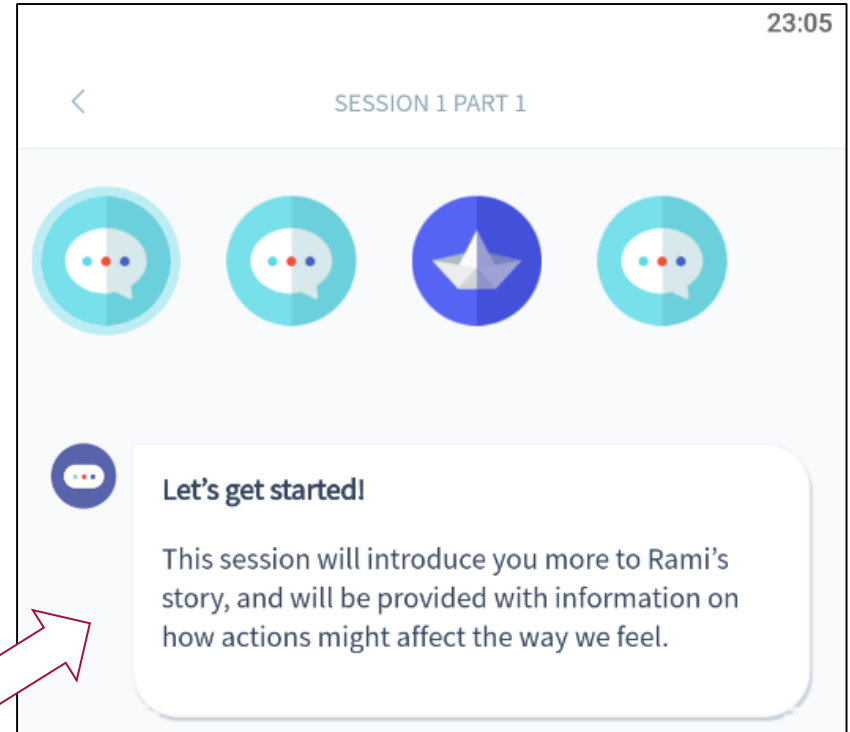 23:05
SESSION 1 PART 1
Let’s get started!
This session will introduce you more to Rami’s
story, and will be provided with information on
how actions might affect the way we feel.